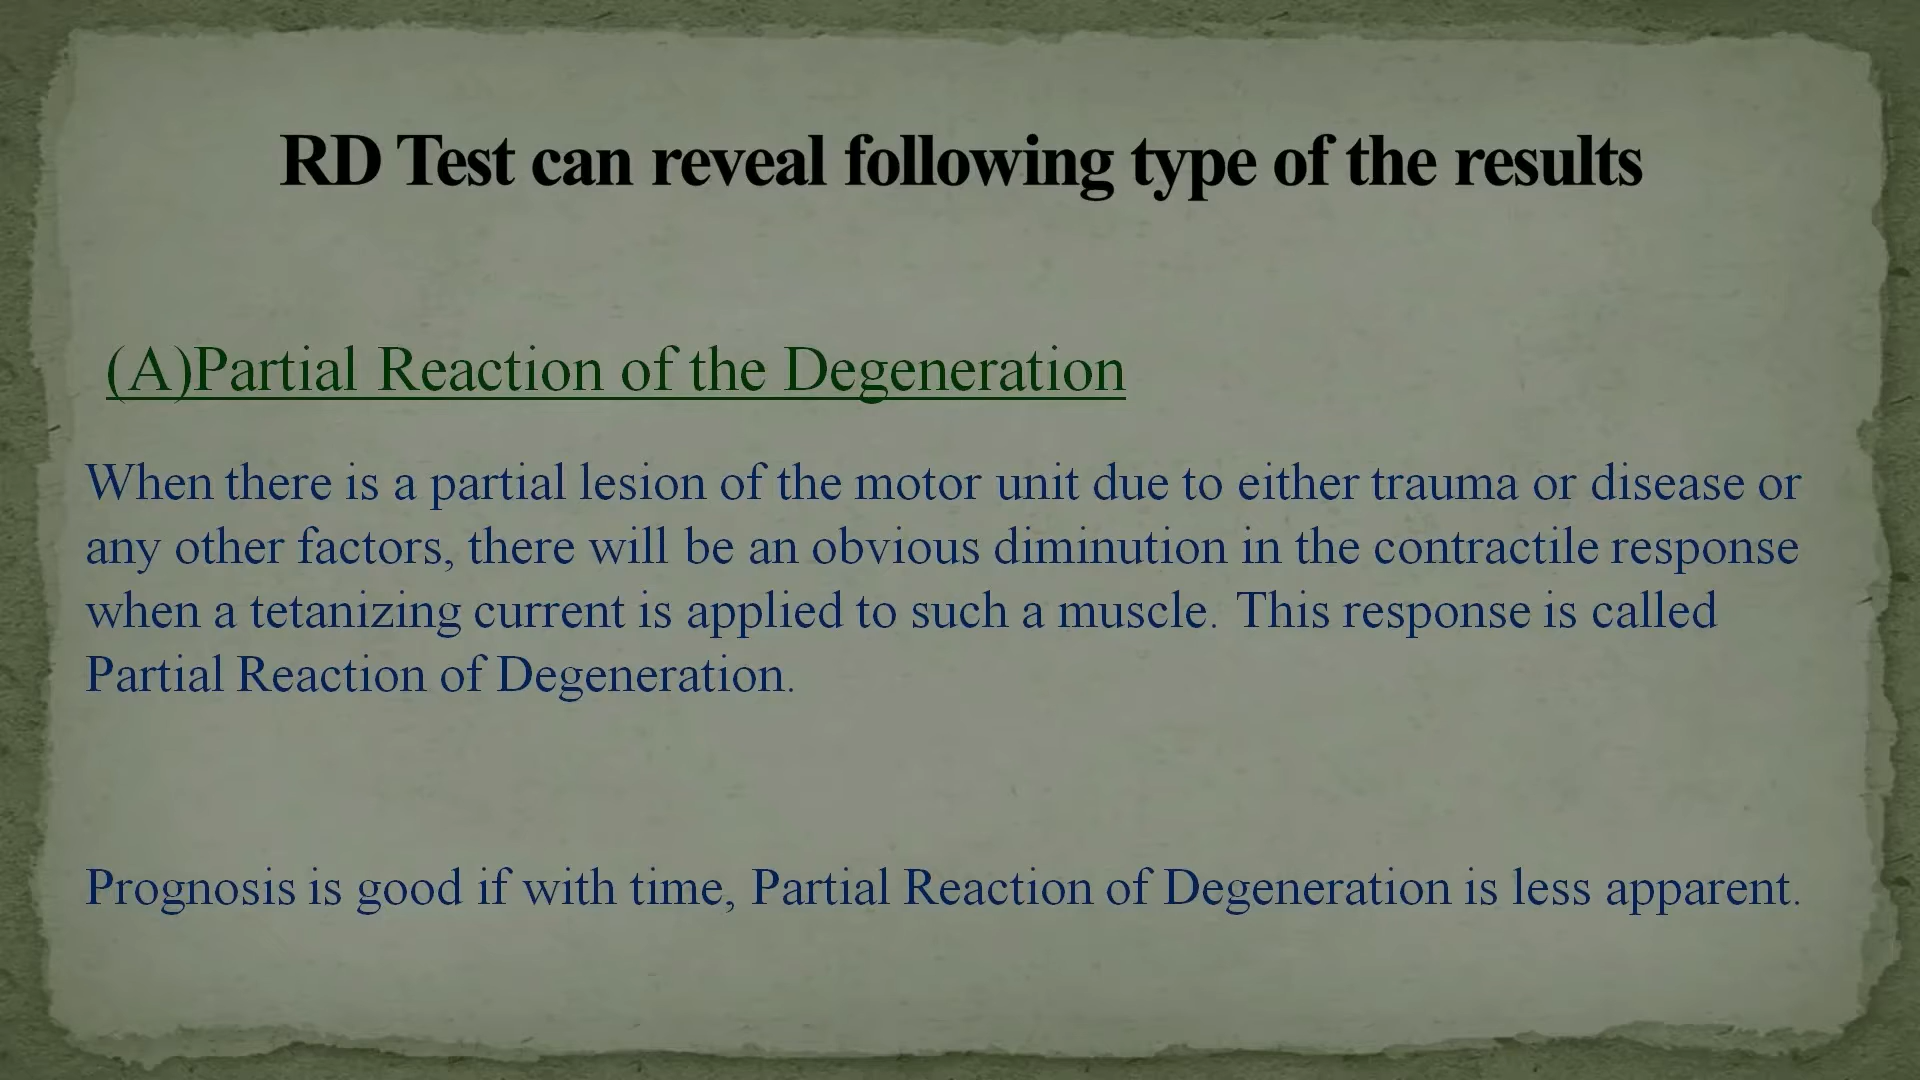 RD Test can reveal following type of the results
(A)Partial Reaction of the Degeneration
When there is a partial lesion of the motor unit due to either trauma or disease or
any other factors, there will be an obvious diminution in the contractile response
when a tetanizing current is applied to such a muscle. This response is called
Partial Reaction of Degeneration.
Prognosis is good if with time, Partial Reaction of Degeneration is less apparent.